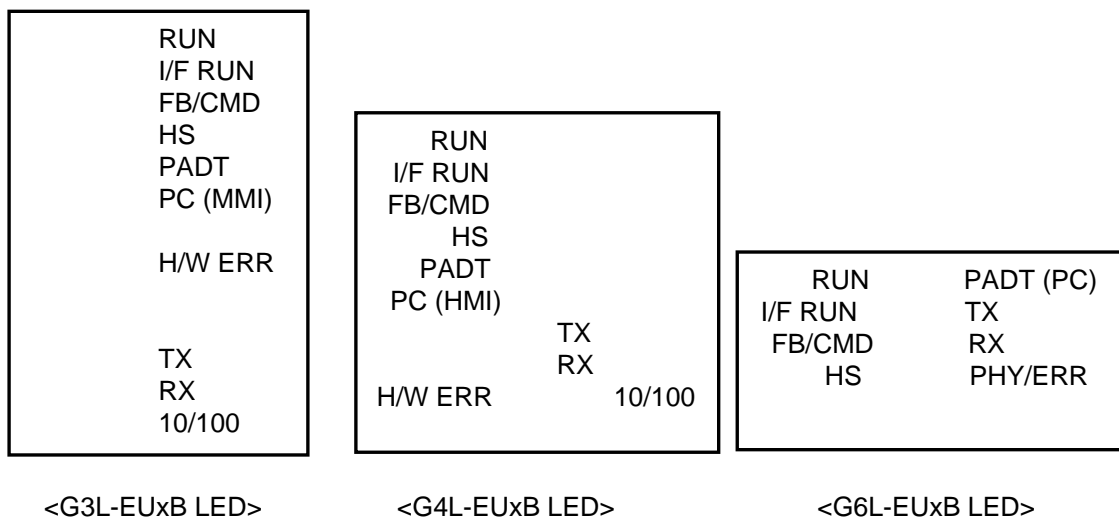 RUN
I/F RUN
FB/CMD
HS
PADT
PC (MMI)
H/W ERR
TX
RX
10/100
<G3L-EUxB LED>
RUN
I/F RUN
FB/CMD
HS
PADT
PC (HMI)
TX
RX
H/W ERR 10/100
<G4L-EUxB LED>
RUN PADT (PC)
I/F RUN TX
FB/CMD RX
HS PHY/ERR
<G6L-EUxB LED>